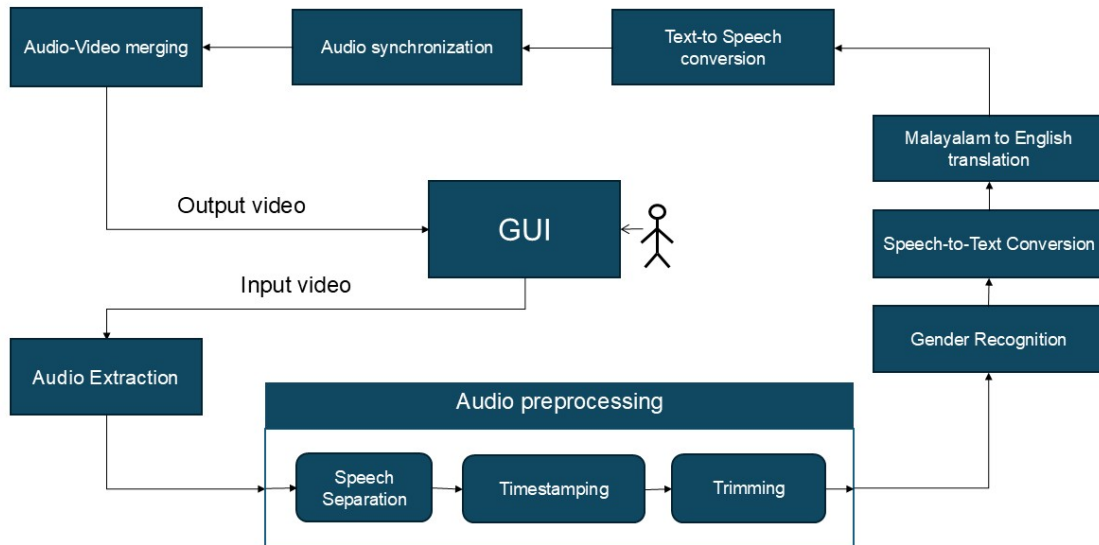 Audio-Video merging
Audio synchronization
Text-to Speech
conversion
Malayalam to English
translation
Output video
GUI
Speech-to-Text Conversion
Input video
Gender Recognition
Audio Extraction
Audio preprocessing
Speech
Separation
Timestamping
Trimming